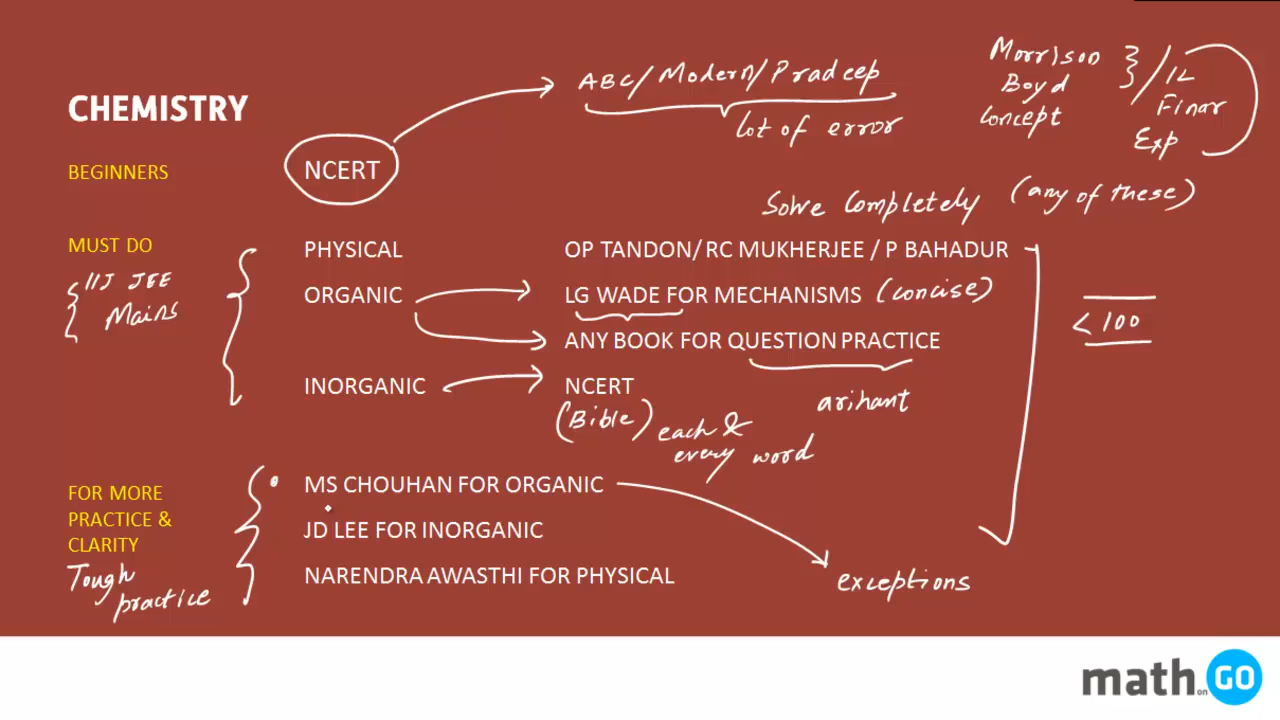 ABC/Modern/Pradeep
lot of error
Morrison
Boyd
Concept
/ IL
Finar
Exp
CHEMISTRY
BEGINNERS
NCERT
Solve Completely (any of these)
MUST DO
IIJ JEE
Mains
PHYSICAL
OP TANDON/ RC MUKHERJEE / P BAHADUR
ORGANIC
LG WADE FOR MECHANISMS (concise)
ANY BOOK FOR QUESTION PRACTICE
< 100
INORGANIC
NCERT
(Bible) each &
every word
arihant
FOR MORE
PRACTICE &
CLARITY
Tough
practice
MS CHOUHAN FOR ORGANIC
JD LEE FOR INORGANIC
NARENDRA AWASTHI FOR PHYSICAL
exceptions
math on GO